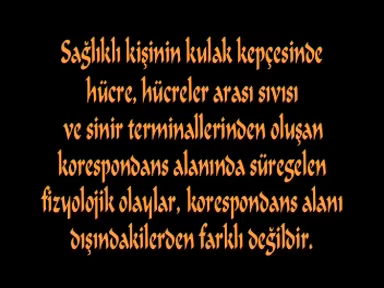 Sağlıklı kişinin kulak kepçesinde
hücre, hücreler arası sıvısı
ve sinir terminallerinden oluşan
korespondans alanında süregelen
fizyolojik olaylar, korespondans alanı
dışındakilerden farklı değildir.